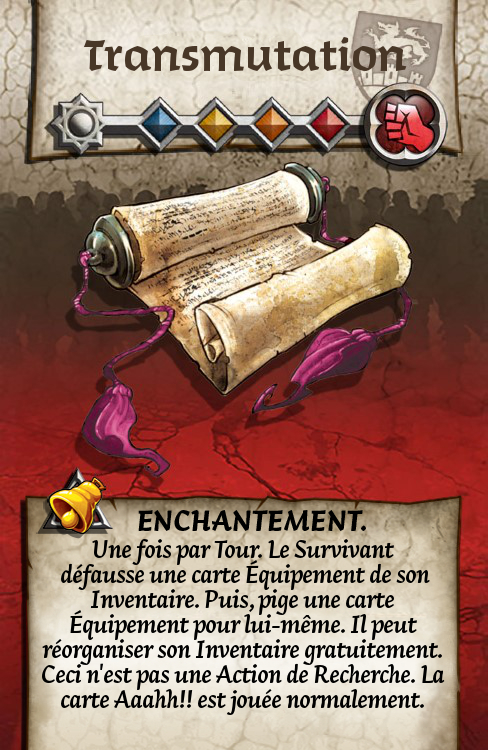 Transmutation
ENCHANTEMENT.
Une fois par Tour. Le Survivant
défausse une carte Équipement de son
Inventaire. Puis, pige une carte
Équipement pour lui-même. Il peut
réorganiser son Inventaire gratuitement.
Ceci n'est pas une Action de Recherche. La
carte Aaahh!! est jouée normalement.